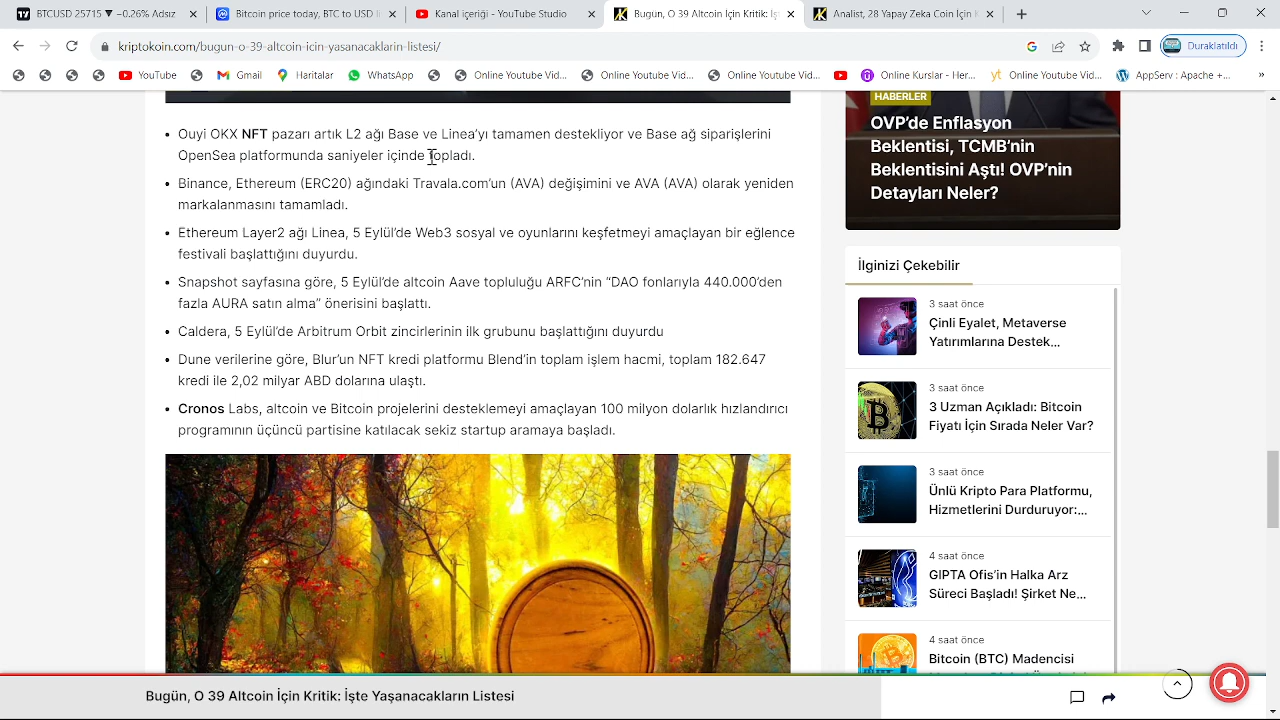 BTCUSD 25715 ▼ −0.26% Adsız
Bitcoin price today, BTC to USD li
Kanal içeriği - YouTube Studio
Bugün, O 39 Altcoin İçin Kritik: İşt
Analist, 28 Yapay Zeka Coin İçin K
kriptokoin.com/bugun-o-39-altcoin-icin-yasanacaklarin-listesi/
Duraklatıldı
YouTube
Gmail
Haritalar
WhatsApp
Online Youtube Vid...
Online Youtube Vid...
Online Youtube Vid...
Online Kurslar - Her...
Online Youtube Vid...
AppServ : Apache +...
Ouyi OKX NFT pazarı artık L2 ağı Base ve Linea’yı tamamen destekliyor ve Base ağ siparişlerini
OpenSea platformunda saniyeler içinde topladı.
Binance, Ethereum (ERC20) ağındaki Travala.com’un (AVA) değişimini ve AVA (AVA) olarak yeniden
markalanmasını tamamladı.
Ethereum Layer2 ağı Linea, 5 Eylül’de Web3 sosyal ve oyunlarını keşfetmeyi amaçlayan bir eğlence
festivali başlattığını duyurdu.
Snapshot sayfasına göre, 5 Eylül’de altcoin Aave topluluğu ARFC’nin “DAO fonlarıyla 440.000’den
fazla AURA satın alma” önerisini başlattı.
Caldera, 5 Eylül’de Arbitrum Orbit zincirlerinin ilk grubunu başlattığını duyurdu
Dune verilerine göre, Blur’un NFT kredi platformu Blend’in toplam işlem hacmi, toplam 182.647
kredi ile 2,02 milyar ABD dolarına ulaştı.
Cronos Labs, altcoin ve Bitcoin projelerini desteklemeyi amaçlayan 100 milyon dolarlık hızlandırıcı
programının üçüncü partisine katılacak sekiz startup aramaya başladı.
HABERLER
OVP’de Enflasyon
Beklentisi, TCMB’nin
Beklentisini Aştı! OVP’nin
Detayları Neler?
İlginizi Çekebilir
3 saat önce
Çinli Eyalet, Metaverse
Yatırımlarına Destek...
3 saat önce
3 Uzman Açıkladı: Bitcoin
Fiyatı İçin Sırada Neler Var?
3 saat önce
Ünlü Kripto Para Platformu,
Hizmetlerini Durduruyor:...
4 saat önce
GIPTA Ofis’in Halka Arz
Süreci Başladı! Şirket Ne...
4 saat önce
Bitcoin (BTC) Madencisi
Bugün, O 39 Altcoin İçin Kritik: İşte Yaşanacakların Listesi